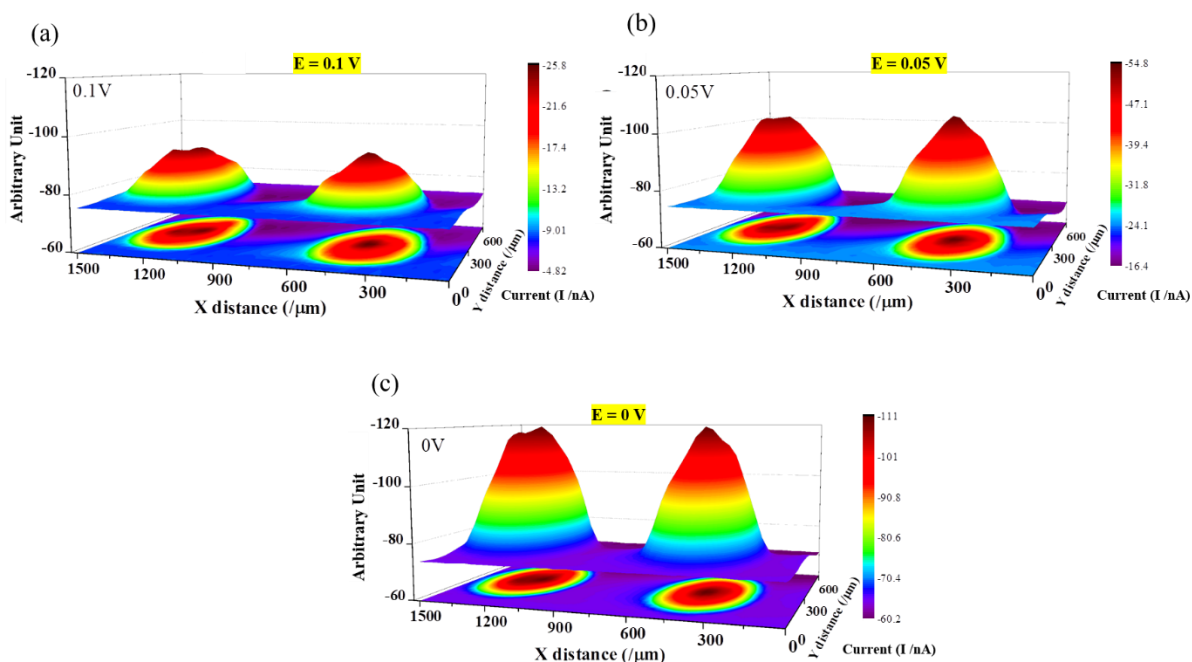 (a)
E = 0.1 V
0.1V
-120
-100
-80
-60
Arbitrary Unit
1500
1200
900
600
300
0
X distance (/μm)
0
300
600
Y distance (/μm)
-25.8
-21.6
-17.4
-13.2
-9.01
-4.82
Current (I /nA)
(b)
E = 0.05 V
0.05V
)
-120
-100
-80
-60
Arbitrary Unit
1500
1200
900
600
300
0
X distance (/μm)
0
300
600
Y distance (/μm)
-54.8
-47.1
-39.4
-31.8
-24.1
-16.4
Current (I /nA)
(c)
E = 0 V
0V
-120
-100
-80
-60
Arbitrary Unit
1500
1200
900
600
300
0
X distance (/μm)
0
300
600
Y distance (/μm)
-111
-101
-90.8
-80.6
-70.4
-60.2
Current (I /nA)